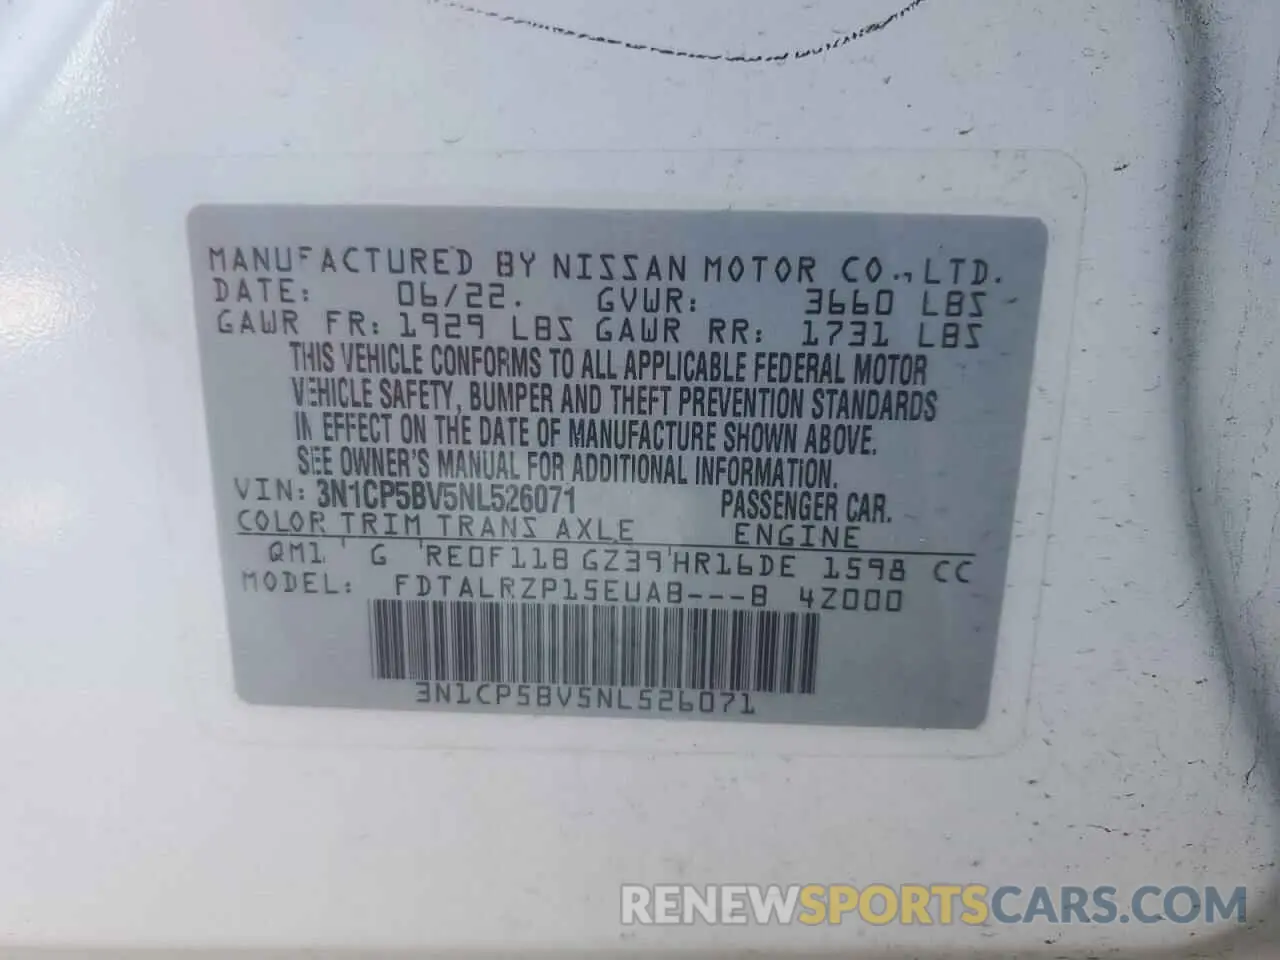 MANUFACTURED BY NISSAN MOTOR CO.,LTD.
DATE: 06/22. GVWR: 3660 LBS
GAWR FR: 1929 LBS GAWR RR: 1731 LBS
THIS VEHICLE CONFORMS TO ALL APPLICABLE FEDERAL MOTOR
VEHICLE SAFETY, BUMPER AND THEFT PREVENTION STANDARDS
IN EFFECT ON THE DATE OF MANUFACTURE SHOWN ABOVE.
SEE OWNER'S MANUAL FOR ADDITIONAL INFORMATION.
VIN: 3N1CP5BV5NL526071 PASSENGER CAR.
COLOR TRIM TRANS AXLE ENGINE
QM1 ' G ' RE0F11B GZ39 ' HR16DE 1598 CC
MODEL: FDTALRZP15EUAB---B 4Z000
3N1CP5BV5NL526071
RENEWSPORTSCARS.COM